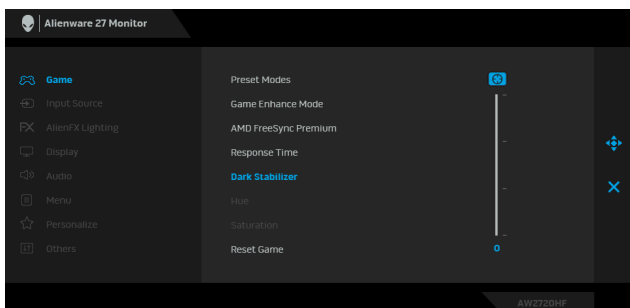 Alienware 27 Monitor
Game
Input Source
AlienFX Lighting
Display
Audio
Menu
Personalize
Others
Preset Modes
Game Enhance Mode
AMD FreeSync Premium
Response Time
Dark Stabilizer
Hue
Saturation
Reset Game
0
AW2720HF